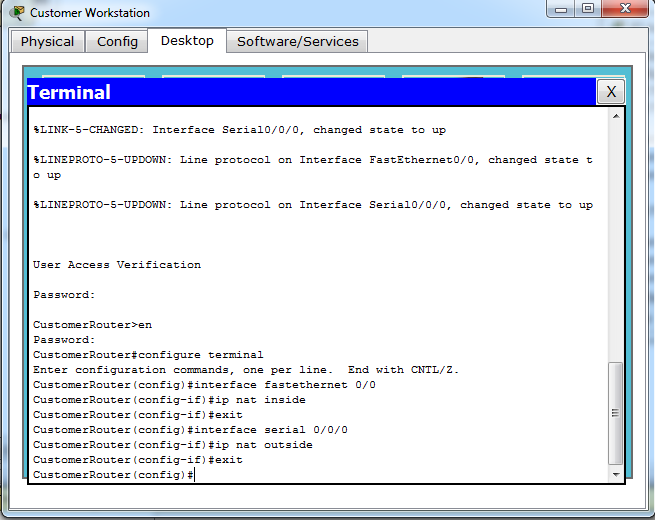 Customer Workstation
Physical Config Desktop Software/Services
Terminal X
%LINK-5-CHANGED: Interface Serial0/0/0, changed state to up
%LINEPROTO-5-UPDOWN: Line protocol on Interface FastEthernet0/0, changed state t
o up
%LINEPROTO-5-UPDOWN: Line protocol on Interface Serial0/0/0, changed state to up
User Access Verification
Password:
CustomerRouter>en
Password:
CustomerRouter#configure terminal
Enter configuration commands, one per line.  End with CNTL/Z.
CustomerRouter(config)#interface fastethernet 0/0
CustomerRouter(config-if)#ip nat inside
CustomerRouter(config-if)#exit
CustomerRouter(config)#interface serial 0/0/0
CustomerRouter(config-if)#ip nat outside
CustomerRouter(config-if)#exit
CustomerRouter(config)#